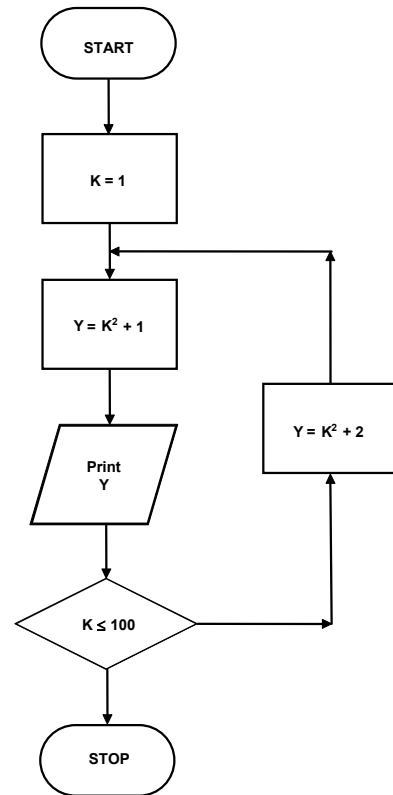 START
K = 1
Y = K² + 1
Y = K² + 2
Print
Y
K ≤ 100
STOP